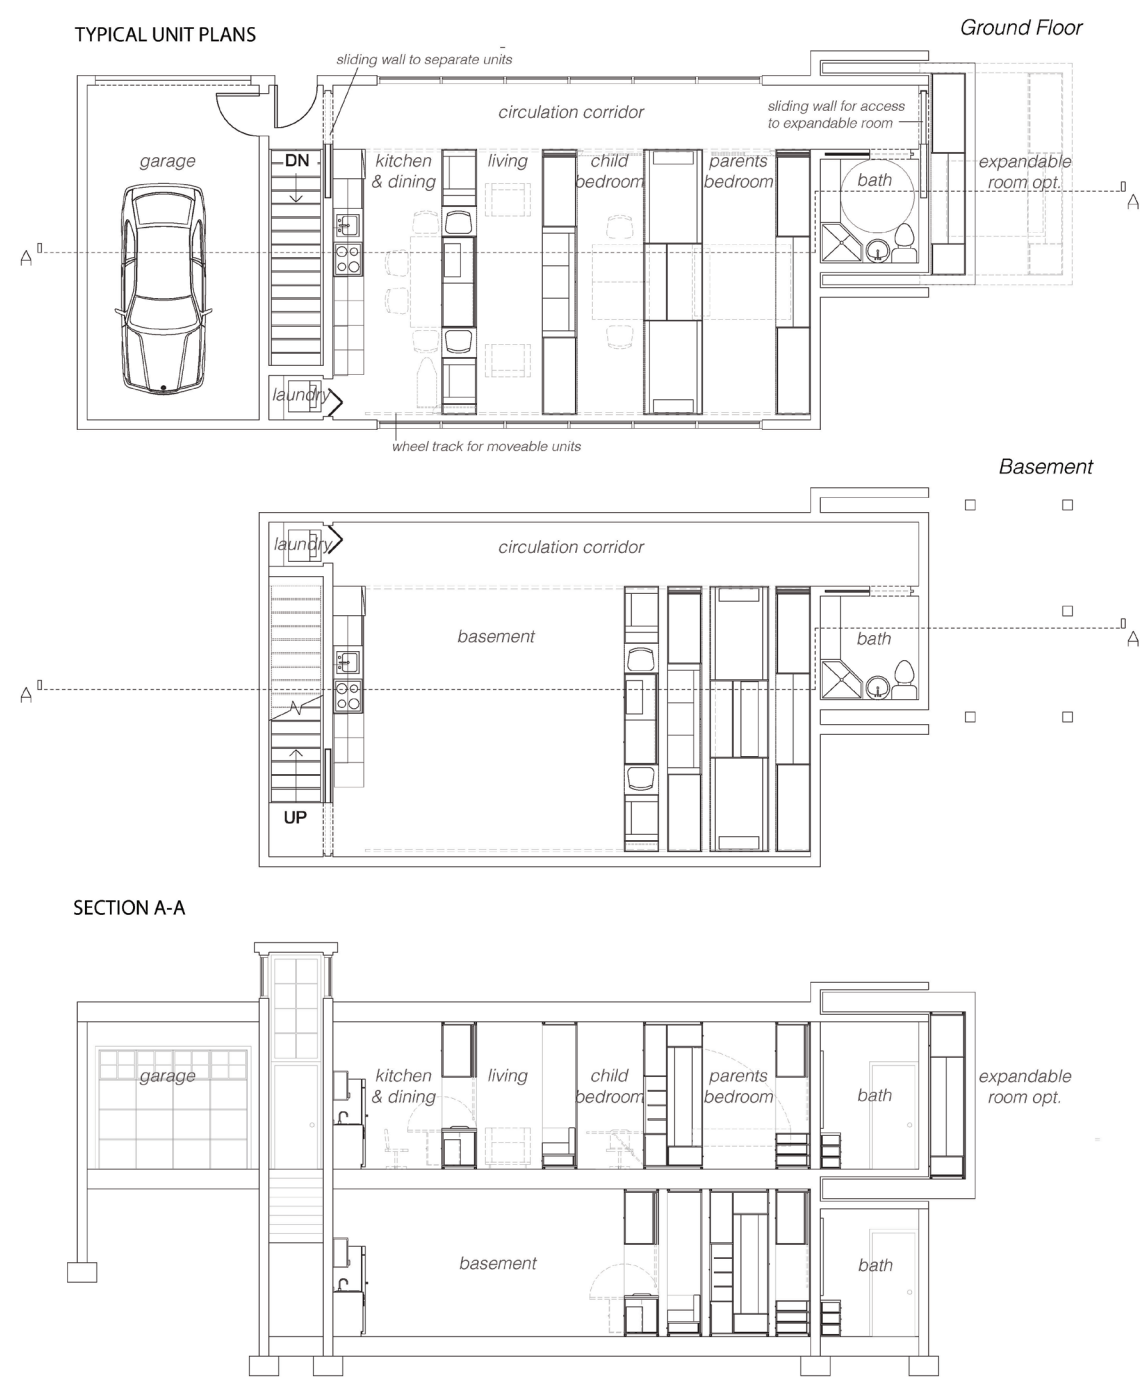 TYPICAL UNIT PLANS
Ground Floor
sliding wall to separate units
circulation corridor
sliding wall for access
to expandable room
garage
DN
kitchen
& dining
living
child
bedroom
parents
bedroom
bath
expandable
room opt.
A
A
laundry
wheel track for moveable units
Basement
laundry
circulation corridor
basement
bath
A
A
UP
SECTION A-A
garage
kitchen
& dining
living
child
bedroom
parents
bedroom
bath
expandable
room opt.
basement
bath